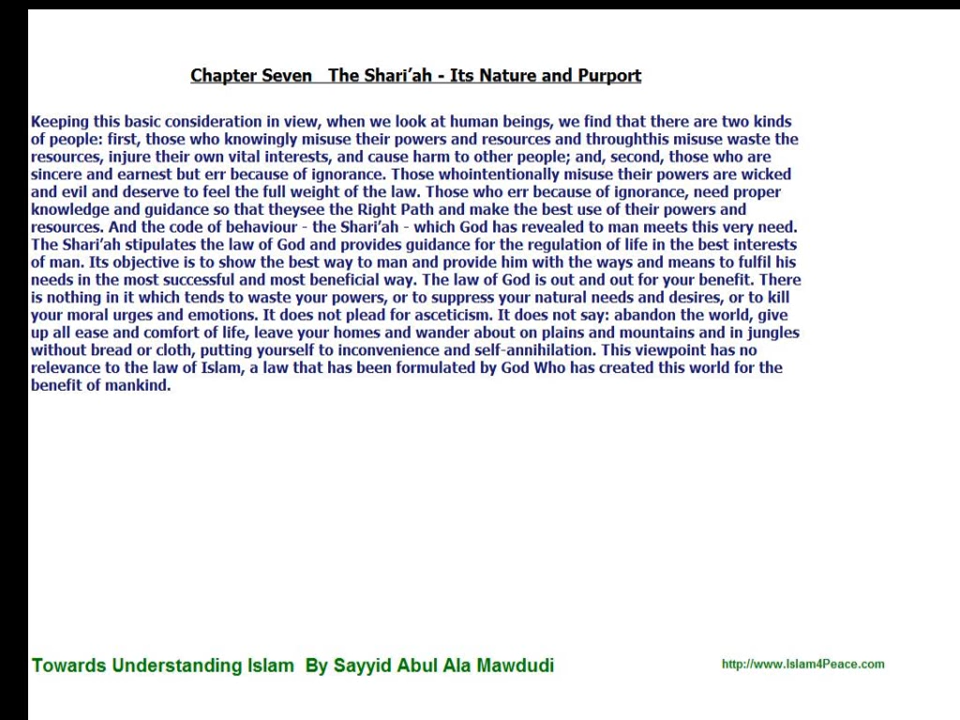 Chapter Seven   The Shari’ah - Its Nature and Purport
Keeping this basic consideration in view, when we look at human beings, we find that there are two kinds
of people: first, those who knowingly misuse their powers and resources and throughthis misuse waste the
resources, injure their own vital interests, and cause harm to other people; and, second, those who are
sincere and earnest but err because of ignorance. Those whointentionally misuse their powers are wicked
and evil and deserve to feel the full weight of the law. Those who err because of ignorance, need proper
knowledge and guidance so that theysee the Right Path and make the best use of their powers and
resources. And the code of behaviour - the Shari’ah - which God has revealed to man meets this very need.
The Shari’ah stipulates the law of God and provides guidance for the regulation of life in the best interests
of man. Its objective is to show the best way to man and provide him with the ways and means to fulfil his
needs in the most successful and most beneficial way. The law of God is out and out for your benefit. There
is nothing in it which tends to waste your powers, or to suppress your natural needs and desires, or to kill
your moral urges and emotions. It does not plead for asceticism. It does not say: abandon the world, give
up all ease and comfort of life, leave your homes and wander about on plains and mountains and in jungles
without bread or cloth, putting yourself to inconvenience and self-annihilation. This viewpoint has no
relevance to the law of Islam, a law that has been formulated by God Who has created this world for the
benefit of mankind.
Towards Understanding Islam  By Sayyid Abul Ala Mawdudi
http://www.Islam4Peace.com